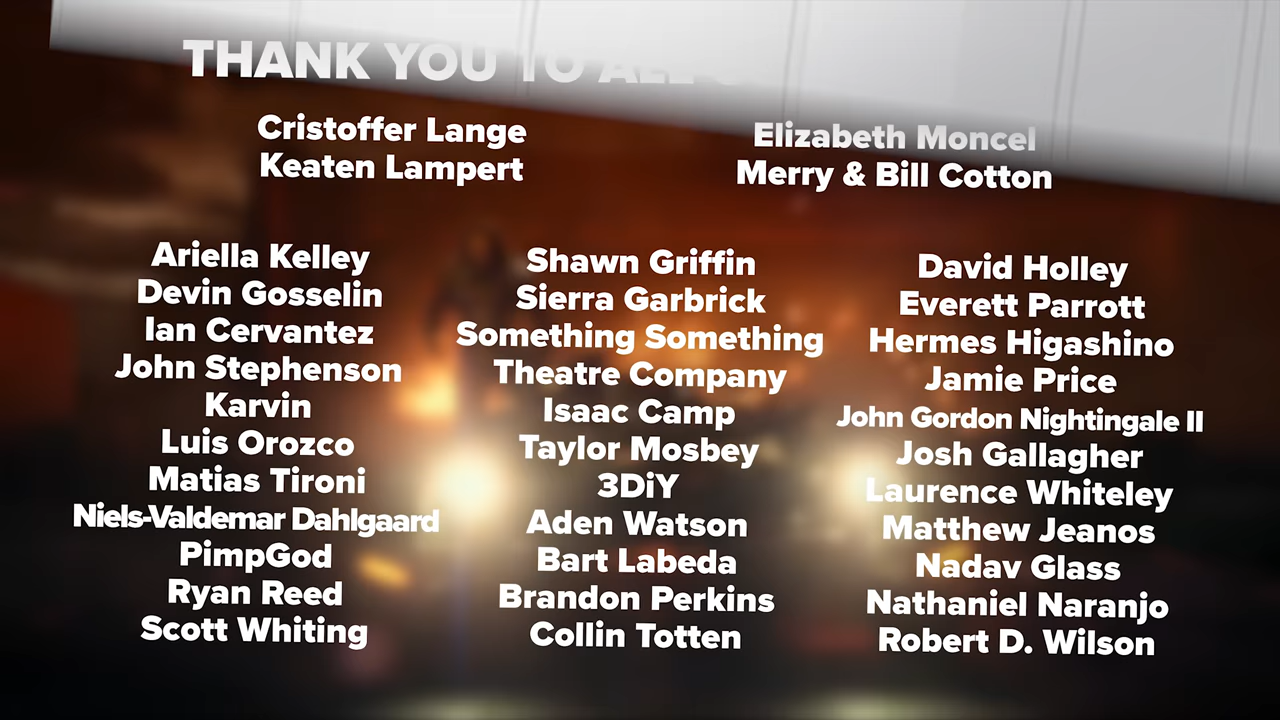 THANK YOU TO ALL
Cristoffer Lange
Keaten Lampert
Elizabeth Moncel
Merry & Bill Cotton
Ariella Kelley
Devin Gosselin
Ian Cervantez
John Stephenson
Karvin
Luis Orozco
Matias Tironi
Niels-Valdemar Dahlgaard
PimpGod
Ryan Reed
Scott Whiting
Shawn Griffin
Sierra Garbrick
Something Something
Theatre Company
Isaac Camp
Taylor Mosbey
3DiY
Aden Watson
Bart Labeda
Brandon Perkins
Collin Totten
David Holley
Everett Parrott
Hermes Higashino
Jamie Price
John Gordon Nightingale II
Josh Gallagher
Laurence Whiteley
Matthew Jeanos
Nadav Glass
Nathaniel Naranjo
Robert D. Wilson